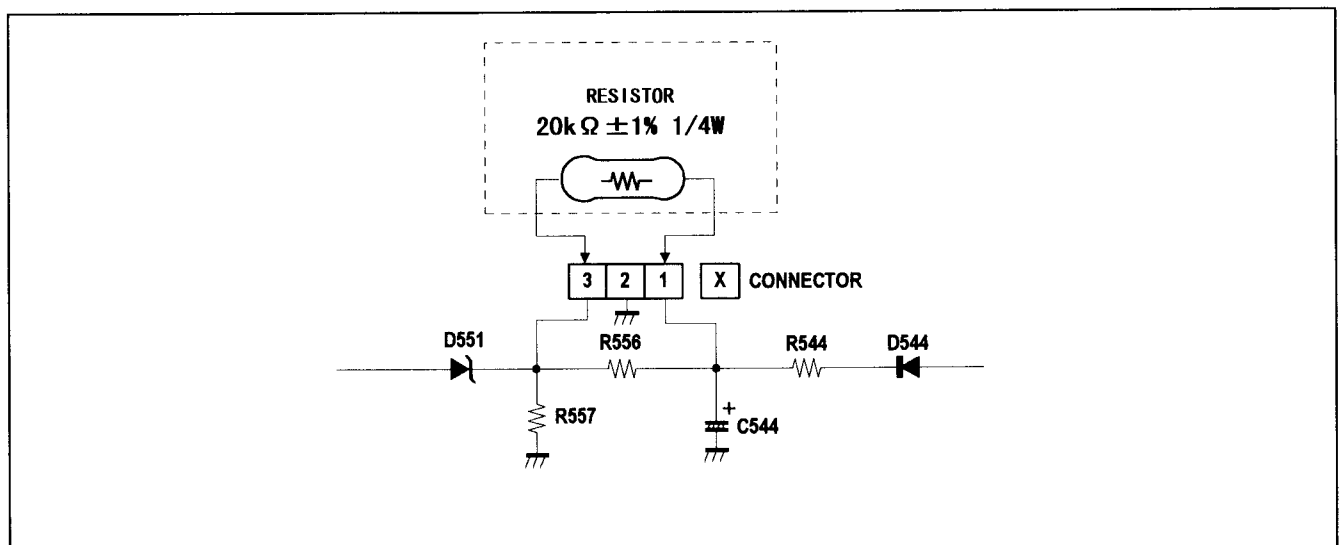 RESISTOR
20kΩ ±1% 1/4W
3 2 1 X CONNECTOR
D551 R556 R544 D544
R557 + C544